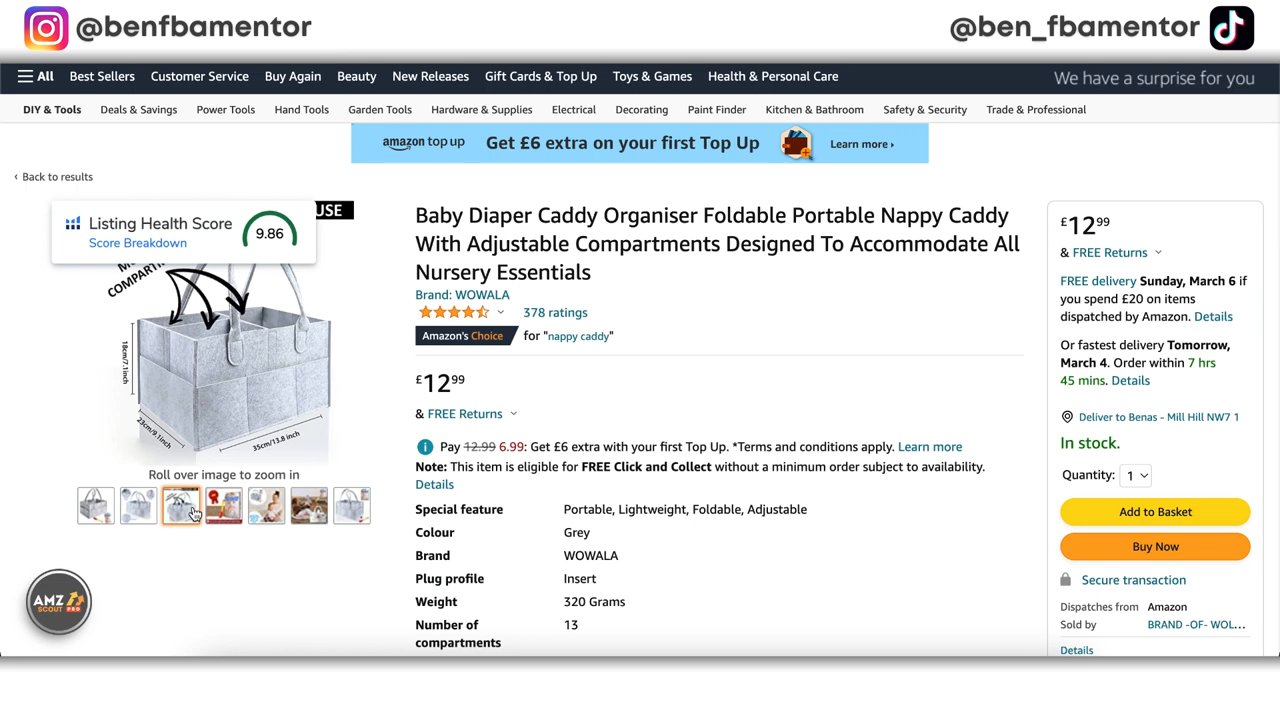 @benfbamentor
@ben_fbamentor
All
Best Sellers
Customer Service
Buy Again
Beauty
New Releases
Gift Cards & Top Up
Toys & Games
Health & Personal Care
We have a surprise for you
DIY & Tools
Deals & Savings
Power Tools
Hand Tools
Garden Tools
Hardware & Supplies
Electrical
Decorating
Paint Finder
Kitchen & Bathroom
Safety & Security
Trade & Professional
amazon top up
Get £6 extra on your first Top Up
Learn more ›
‹ Back to results
Listing Health Score
Score Breakdown
9.86
USE
COMPARTI
18cm/7.1inch
23cm/9.1inch
35cm/13.8 inch
Roll over image to zoom in
AMZ
SCOUT PRO
Baby Diaper Caddy Organiser Foldable Portable Nappy Caddy
With Adjustable Compartments Designed To Accommodate All
Nursery Essentials
Brand: WOWALA
378 ratings
Amazon's Choice for "nappy caddy"
£12 99
& FREE Returns
Pay 12.99 6.99: Get £6 extra with your first Top Up. *Terms and conditions apply. Learn more
Note: This item is eligible for FREE Click and Collect without a minimum order subject to availability.
Details
Special feature Portable, Lightweight, Foldable, Adjustable
Colour Grey
Brand WOWALA
Plug profile Insert
Weight 320 Grams
Number of 13
compartments
£12 99
& FREE Returns
FREE delivery Sunday, March 6 if
you spend £20 on items
dispatched by Amazon. Details
Or fastest delivery Tomorrow,
March 4. Order within 7 hrs
45 mins. Details
Deliver to Benas - Mill Hill NW7 1
In stock.
Quantity: 1
Add to Basket
Buy Now
Secure transaction
Dispatches from Amazon
Sold by BRAND -OF- WOL...
Details